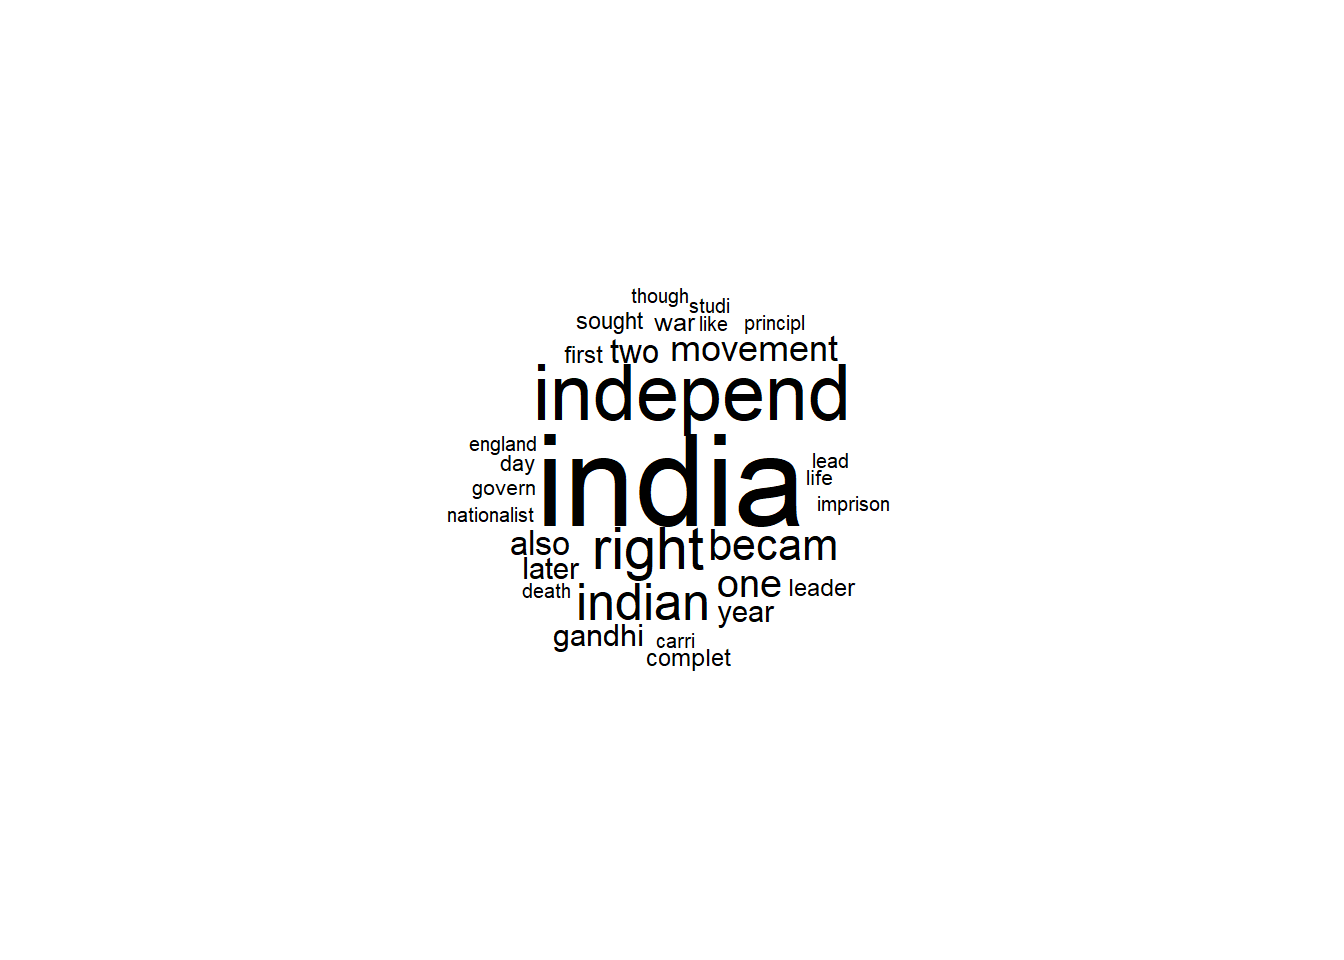 though studi
sought war like principl
first two movement
independ
england
day
govern
nationalist
india
lead
life
imprison
also right becam
later
death indian one leader
year
gandhi carri
complet